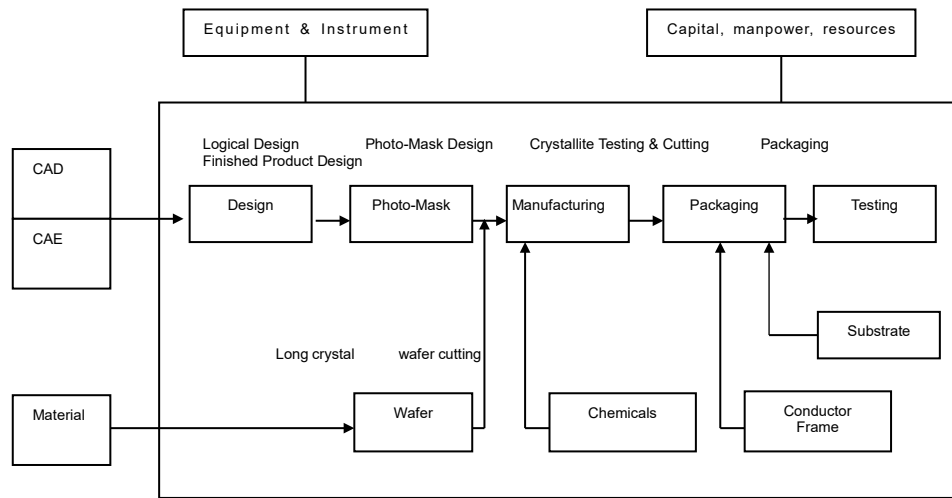 Equipment & Instrument
Capital, manpower, resources
Logical Design
Finished Product Design
Photo-Mask Design
Crystallite Testing & Cutting
Packaging
CAD
CAE
Design
Photo-Mask
Manufacturing
Packaging
Testing
Substrate
Long crystal
wafer cutting
Material
Wafer
Chemicals
Conductor
Frame